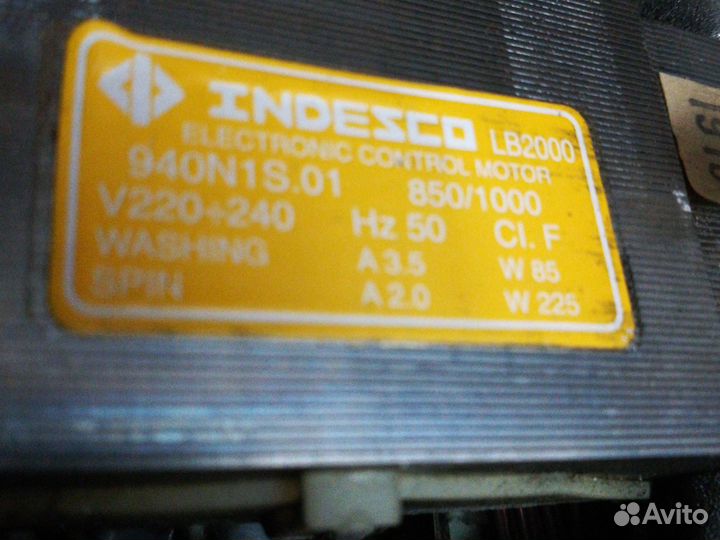 INDESCO LB2000
ELECTRONIC CONTROL MOTOR
940N1S.01 850/1000
V220÷240 Hz 50 Cl. F
WASHING A 3.5 W 85
SPIN A 2.0 W 225
Avito